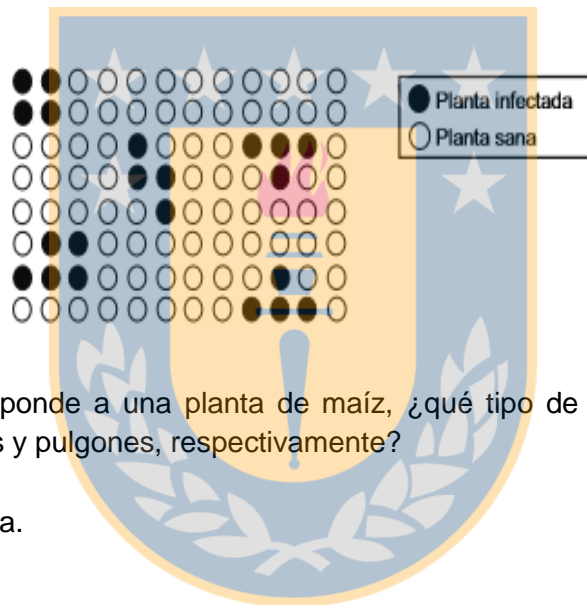 Planta infectada
Planta sana
ponde a una planta de maíz, ¿qué tipo de
s y pulgones, respectivamente?
a.